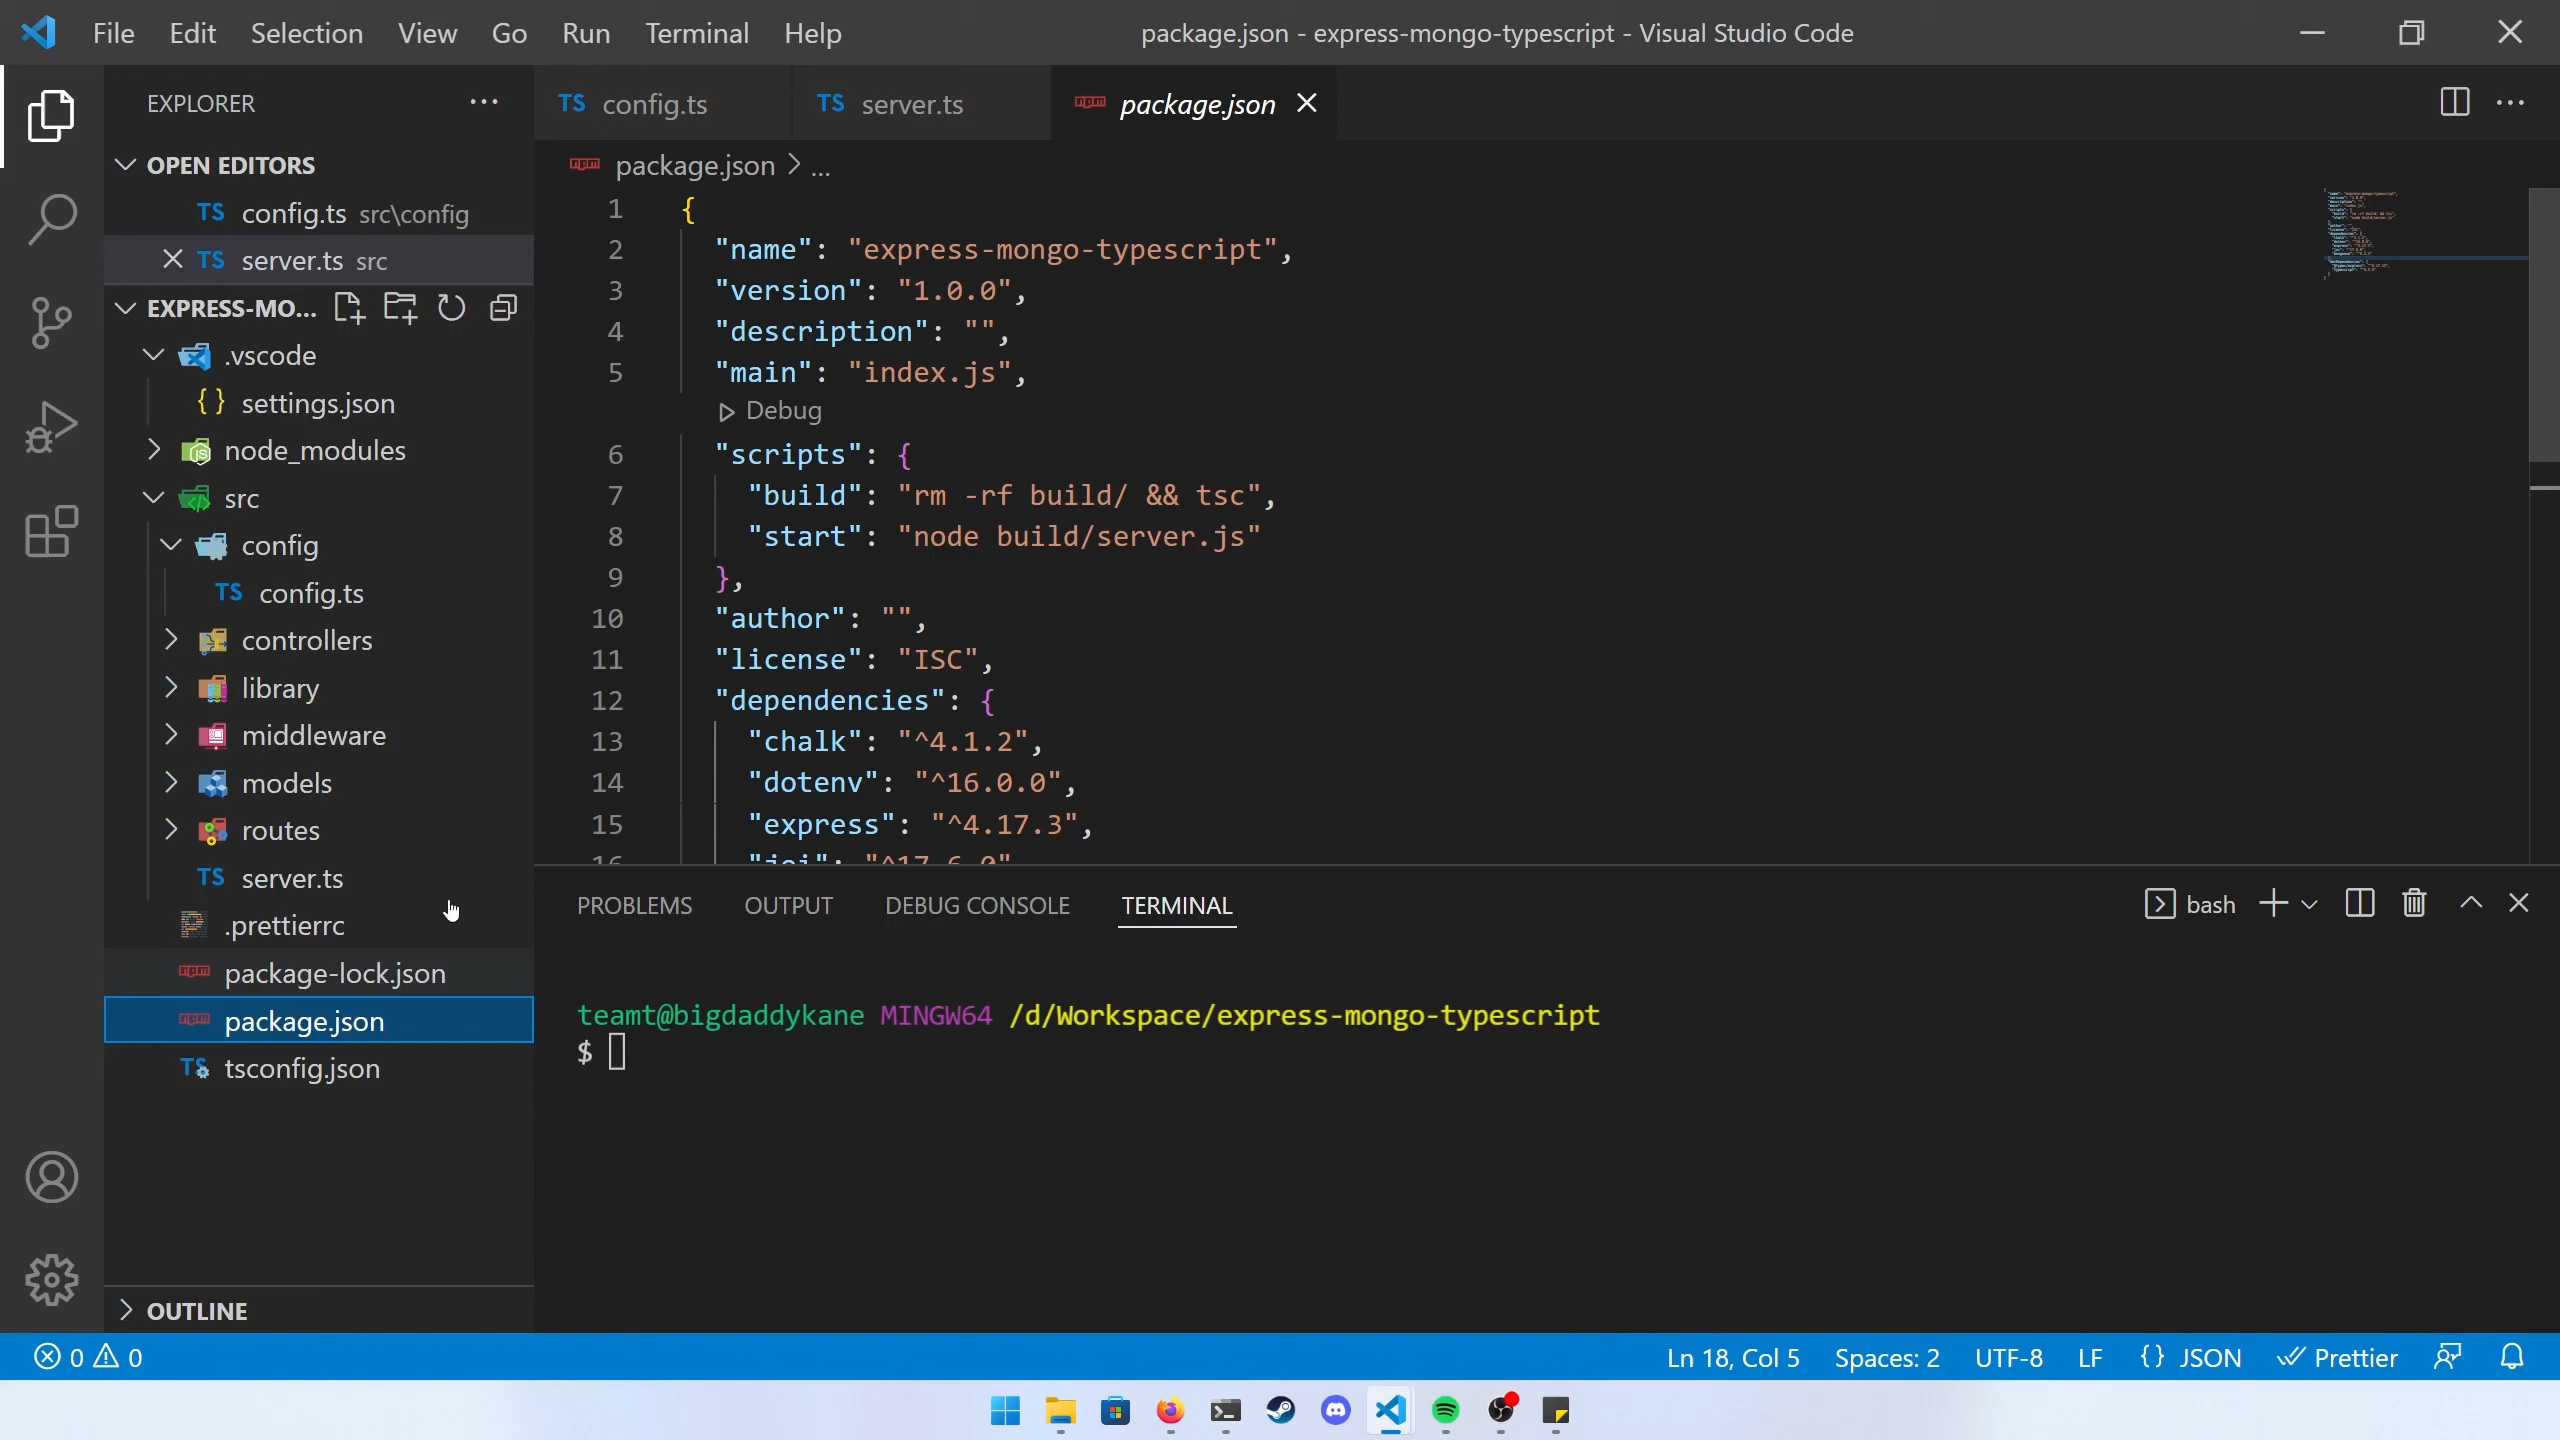 File Edit Selection View Go Run Terminal Help package.json - express-mongo-typescript - Visual Studio Code
EXPLORER
OPEN EDITORS
TS config.ts src\config
TS server.ts src
EXPRESS-MO...
.vscode
{ } settings.json
node_modules
src
config
TS config.ts
controllers
library
middleware
models
routes
TS server.ts
.prettierrc
package-lock.json
package.json
TS tsconfig.json
OUTLINE
TS config.ts TS server.ts package.json
package.json > ...
1 {
2 "name": "express-mongo-typescript",
3 "version": "1.0.0",
4 "description": "",
5 "main": "index.js",
Debug
6 "scripts": {
7 "build": "rm -rf build/ && tsc",
8 "start": "node build/server.js"
9 },
10 "author": "",
11 "license": "ISC",
12 "dependencies": {
13 "chalk": "^4.1.2",
14 "dotenv": "^16.0.0",
15 "express": "^4.17.3",
16 "joi": "^17.6.0"
PROBLEMS OUTPUT DEBUG CONSOLE TERMINAL bash
teamt@bigdaddykane MINGW64 /d/Workspace/express-mongo-typescript
$
0 0 Ln 18, Col 5 Spaces: 2 UTF-8 LF { } JSON Prettier